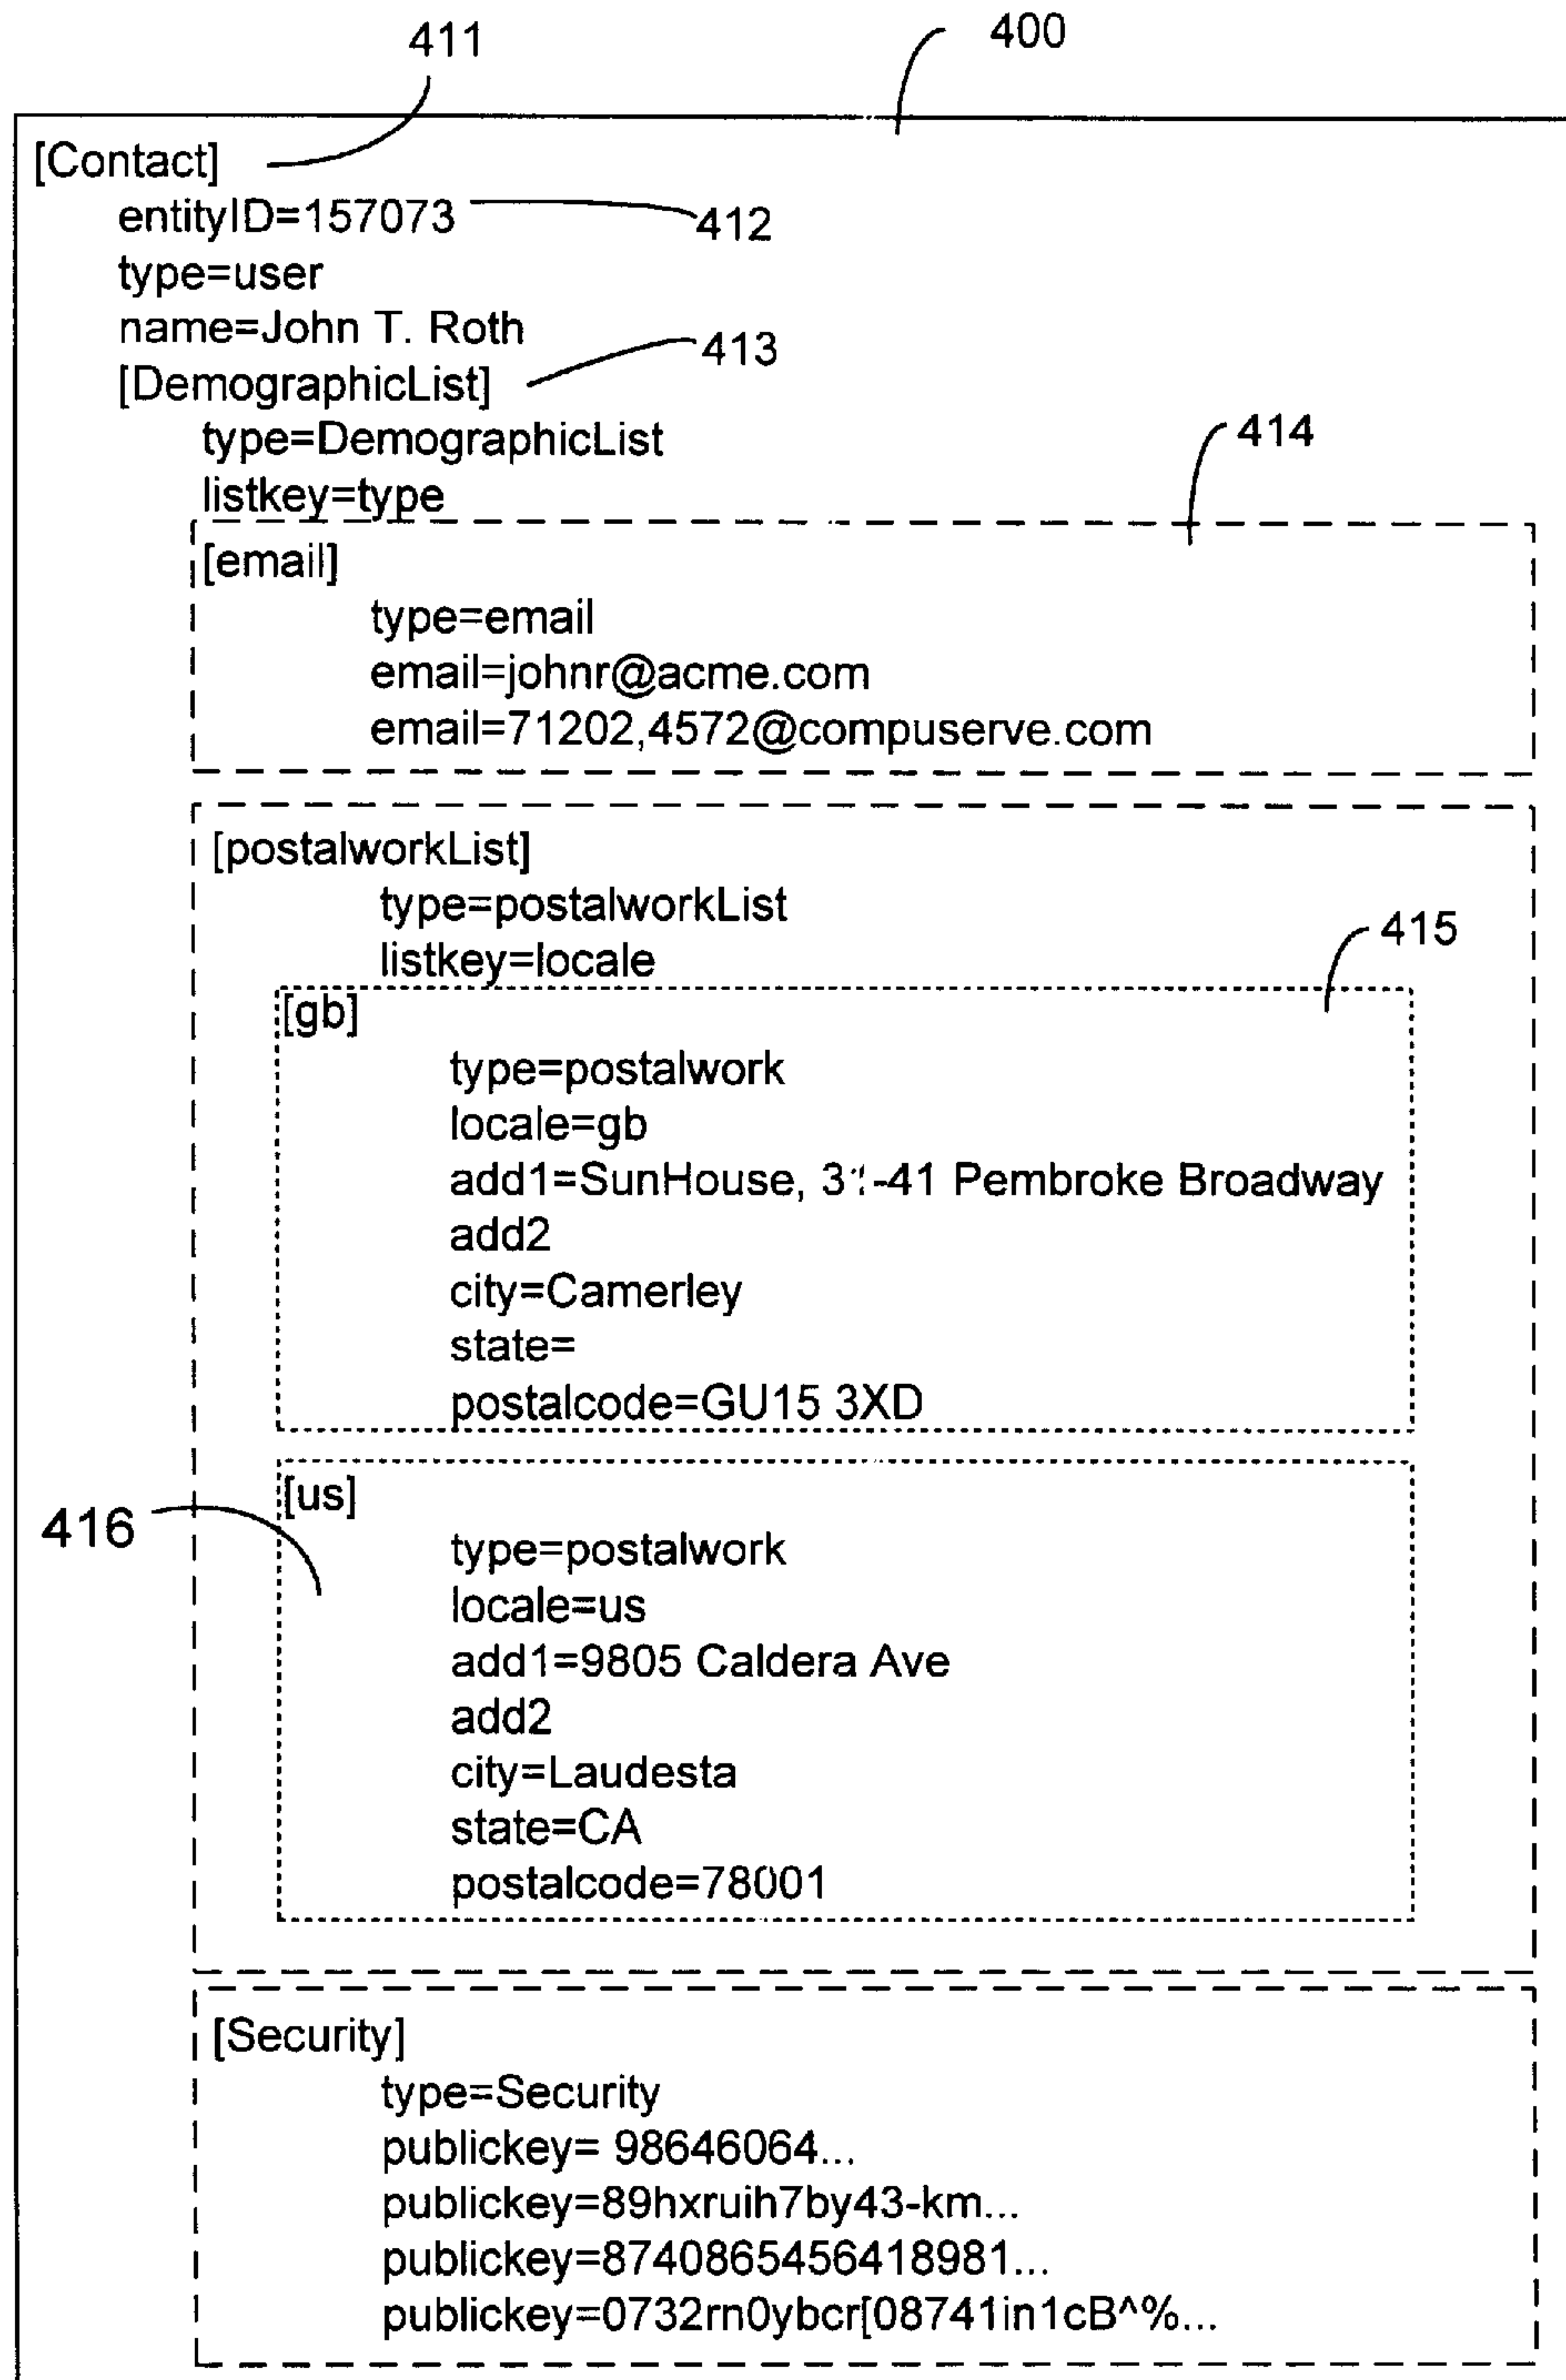 411
400
[Contact]
entityID=157073
412
type=user
name=John T. Roth
413
[DemographicList]
type=DemographicList
414
listkey=type
[email]
type=email
email=johnr@acme.com
email=71202,4572@compuserve.com
[postalworkList]
type=postalworkList
415
listkey=locale
[gb]
type=postalwork
locale=gb
add1=SunHouse, Pembroke Broadway
add2
city=Camerley
state=
postalcode=GU15 3XD
[us]
416
type=postalwork
locale=us
add1=9805 Caldera Ave
add2
city=Laudesta
state=CA
postalcode=78001
[Security]
type=Security
publickey= 98646064...
publickey=89hxruih7by43-km...
publickey=8740865456418981...
publickey=0732rn0ybcr[08741in1cB^%...